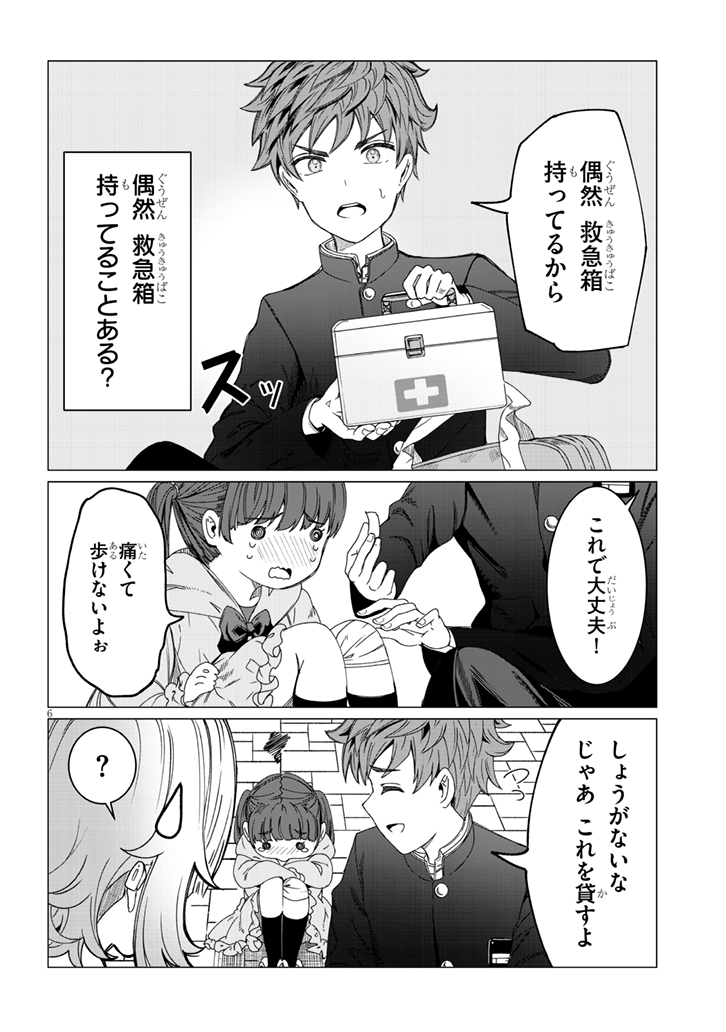 偶然 救急箱
持ってるから
偶然 救急箱
持ってることある？
スッ
これで大丈夫！
痛くて
歩けないよぉ
6
しょうがないな
じゃあ これを貸すよ
？